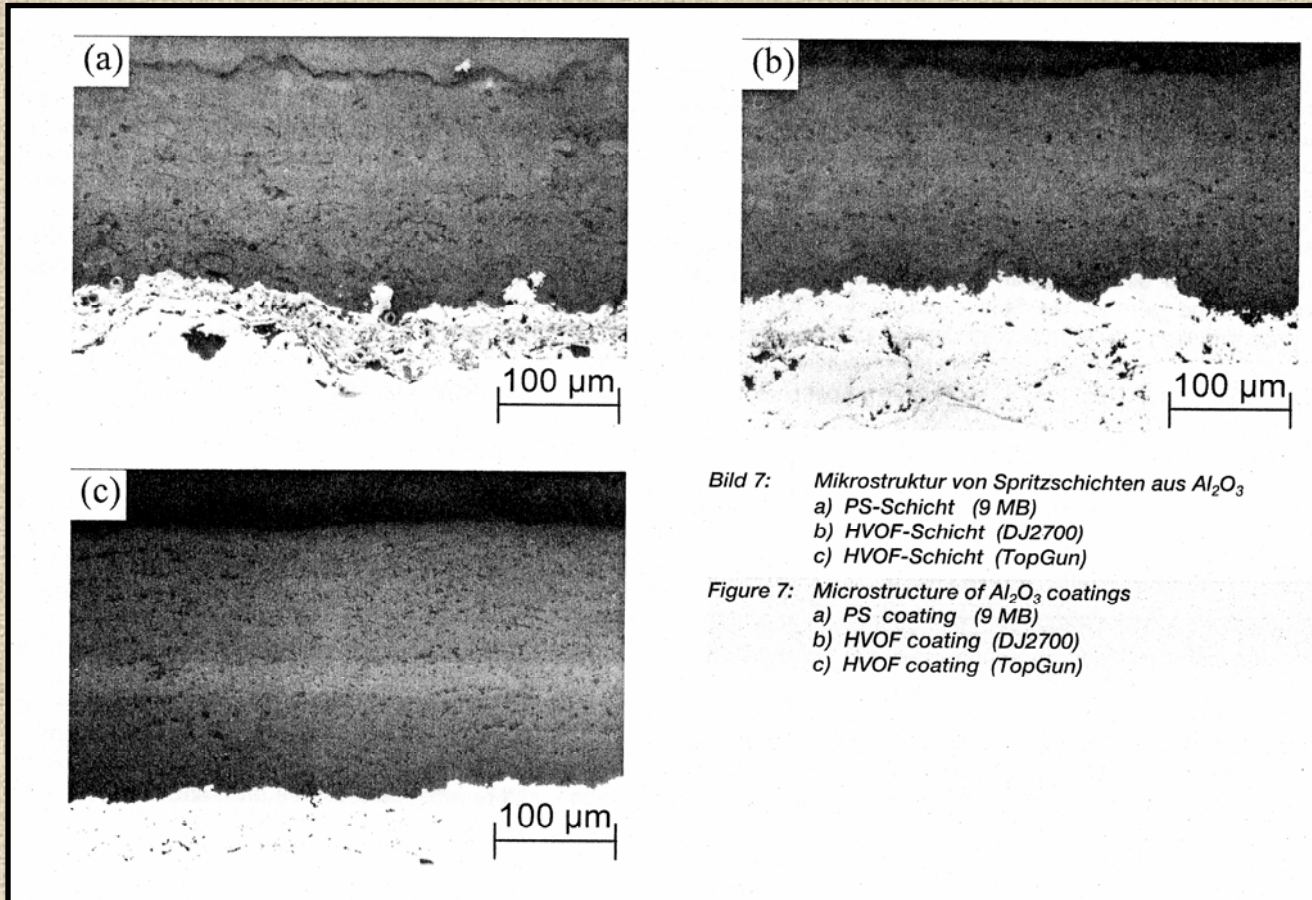 (a)
100 µm
(b)
100 µm
(c)
100 µm
Bild 7: Mikrostruktur von Spritzschichten aus Al₂O₃
a) PS-Schicht (9 MB)
b) HVOF-Schicht (DJ2700)
c) HVOF-Schicht (TopGun)
Figure 7: Microstructure of Al₂O₃ coatings
a) PS coating (9 MB)
b) HVOF coating (DJ2700)
c) HVOF coating (TopGun)